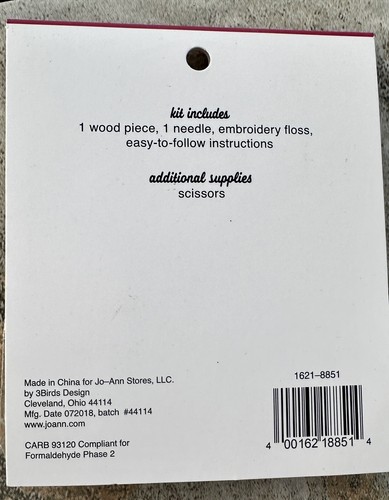 kit includes
1 wood piece, 1 needle, embroidery floss,
easy-to-follow instructions
additional supplies
scissors
Made in China for Jo–Ann Stores, LLC.
by 3Birds Design
Cleveland, Ohio 44114
Mfg. Date 072018, batch #44114
www.joann.com
CARB 93120 Compliant for
Formaldehyde Phase 2
1621-8851
4 00162 18851 4